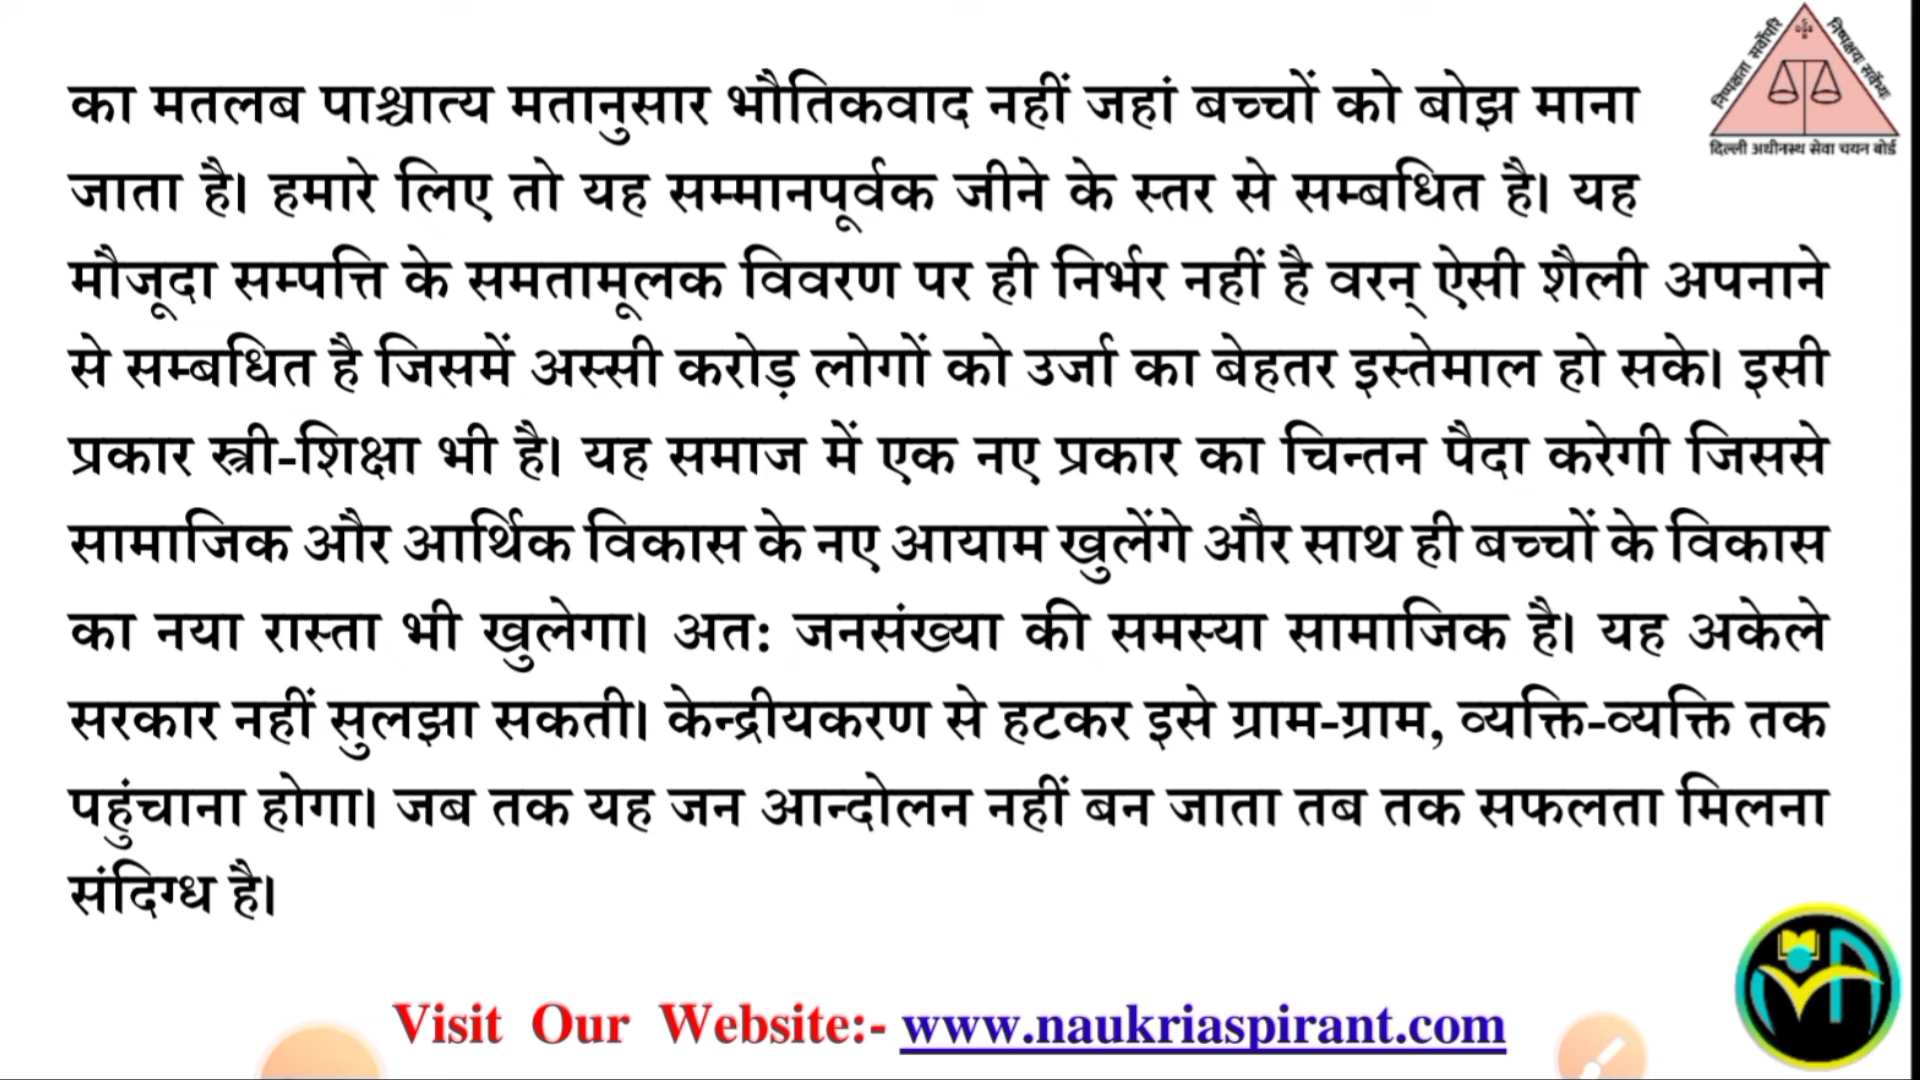 का मतलब पाश्चात्य मतानुसार भौतिकवाद नहीं जहां बच्चों को बोझ माना
जाता है। हमारे लिए तो यह सम्मानपूर्वक जीने के स्तर से सम्बधित है। यह
मौजूदा सम्पत्ति के समतामूलक विवरण पर ही निर्भर नहीं है वरन् ऐसी शैली अपनाने
से सम्बधित है जिसमें अस्सी करोड़ लोगों को उर्जा का बेहतर इस्तेमाल हो सके। इसी
प्रकार स्त्री-शिक्षा भी है। यह समाज में एक नए प्रकार का चिन्तन पैदा करेगी जिससे
सामाजिक और आर्थिक विकास के नए आयाम खुलेंगे और साथ ही बच्चों के विकास
का नया रास्ता भी खुलेगा। अत: जनसंख्या की समस्या सामाजिक है। यह अकेले
सरकार नहीं सुलझा सकती। केन्द्रीयकरण से हटकर इसे ग्राम-ग्राम, व्यक्ति-व्यक्ति तक
पहुंचाना होगा। जब तक यह जन आन्दोलन नहीं बन जाता तब तक सफलता मिलना
संदिग्ध है।
निष्पक्षता सर्वोपरि
दिल्ली अधीनस्थ सेवा चयन बोर्ड
Visit Our Website:- www.naukriaspirant.com